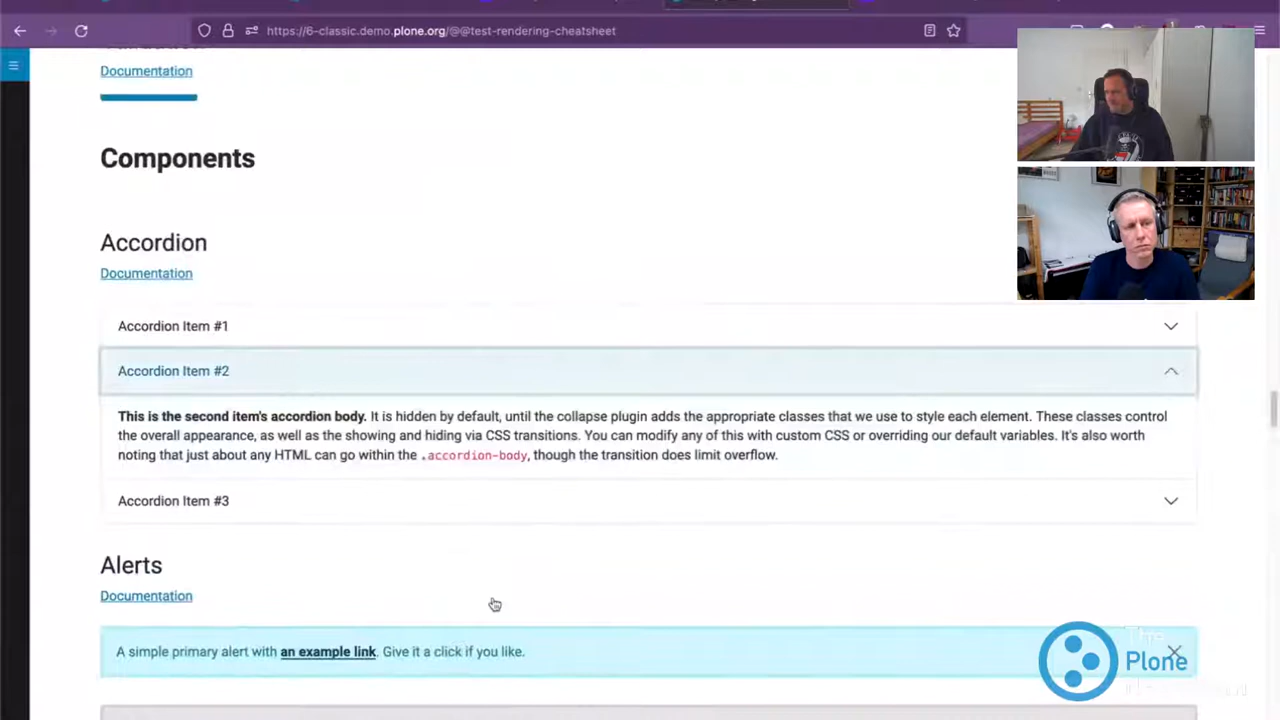 https://6-classic.demo.plone.org/@@test-rendering-cheatsheet
Documentation
Components
Accordion
Documentation
Accordion Item #1
Accordion Item #2
This is the second item's accordion body. It is hidden by default, until the collapse plugin adds the appropriate classes that we use to style each element. These classes control
the overall appearance, as well as the showing and hiding via CSS transitions. You can modify any of this with custom CSS or overriding our default variables. It's also worth
noting that just about any HTML can go within the .accordion-body, though the transition does limit overflow.
Accordion Item #3
Alerts
Documentation
A simple primary alert with an example link. Give it a click if you like.
The
Plone